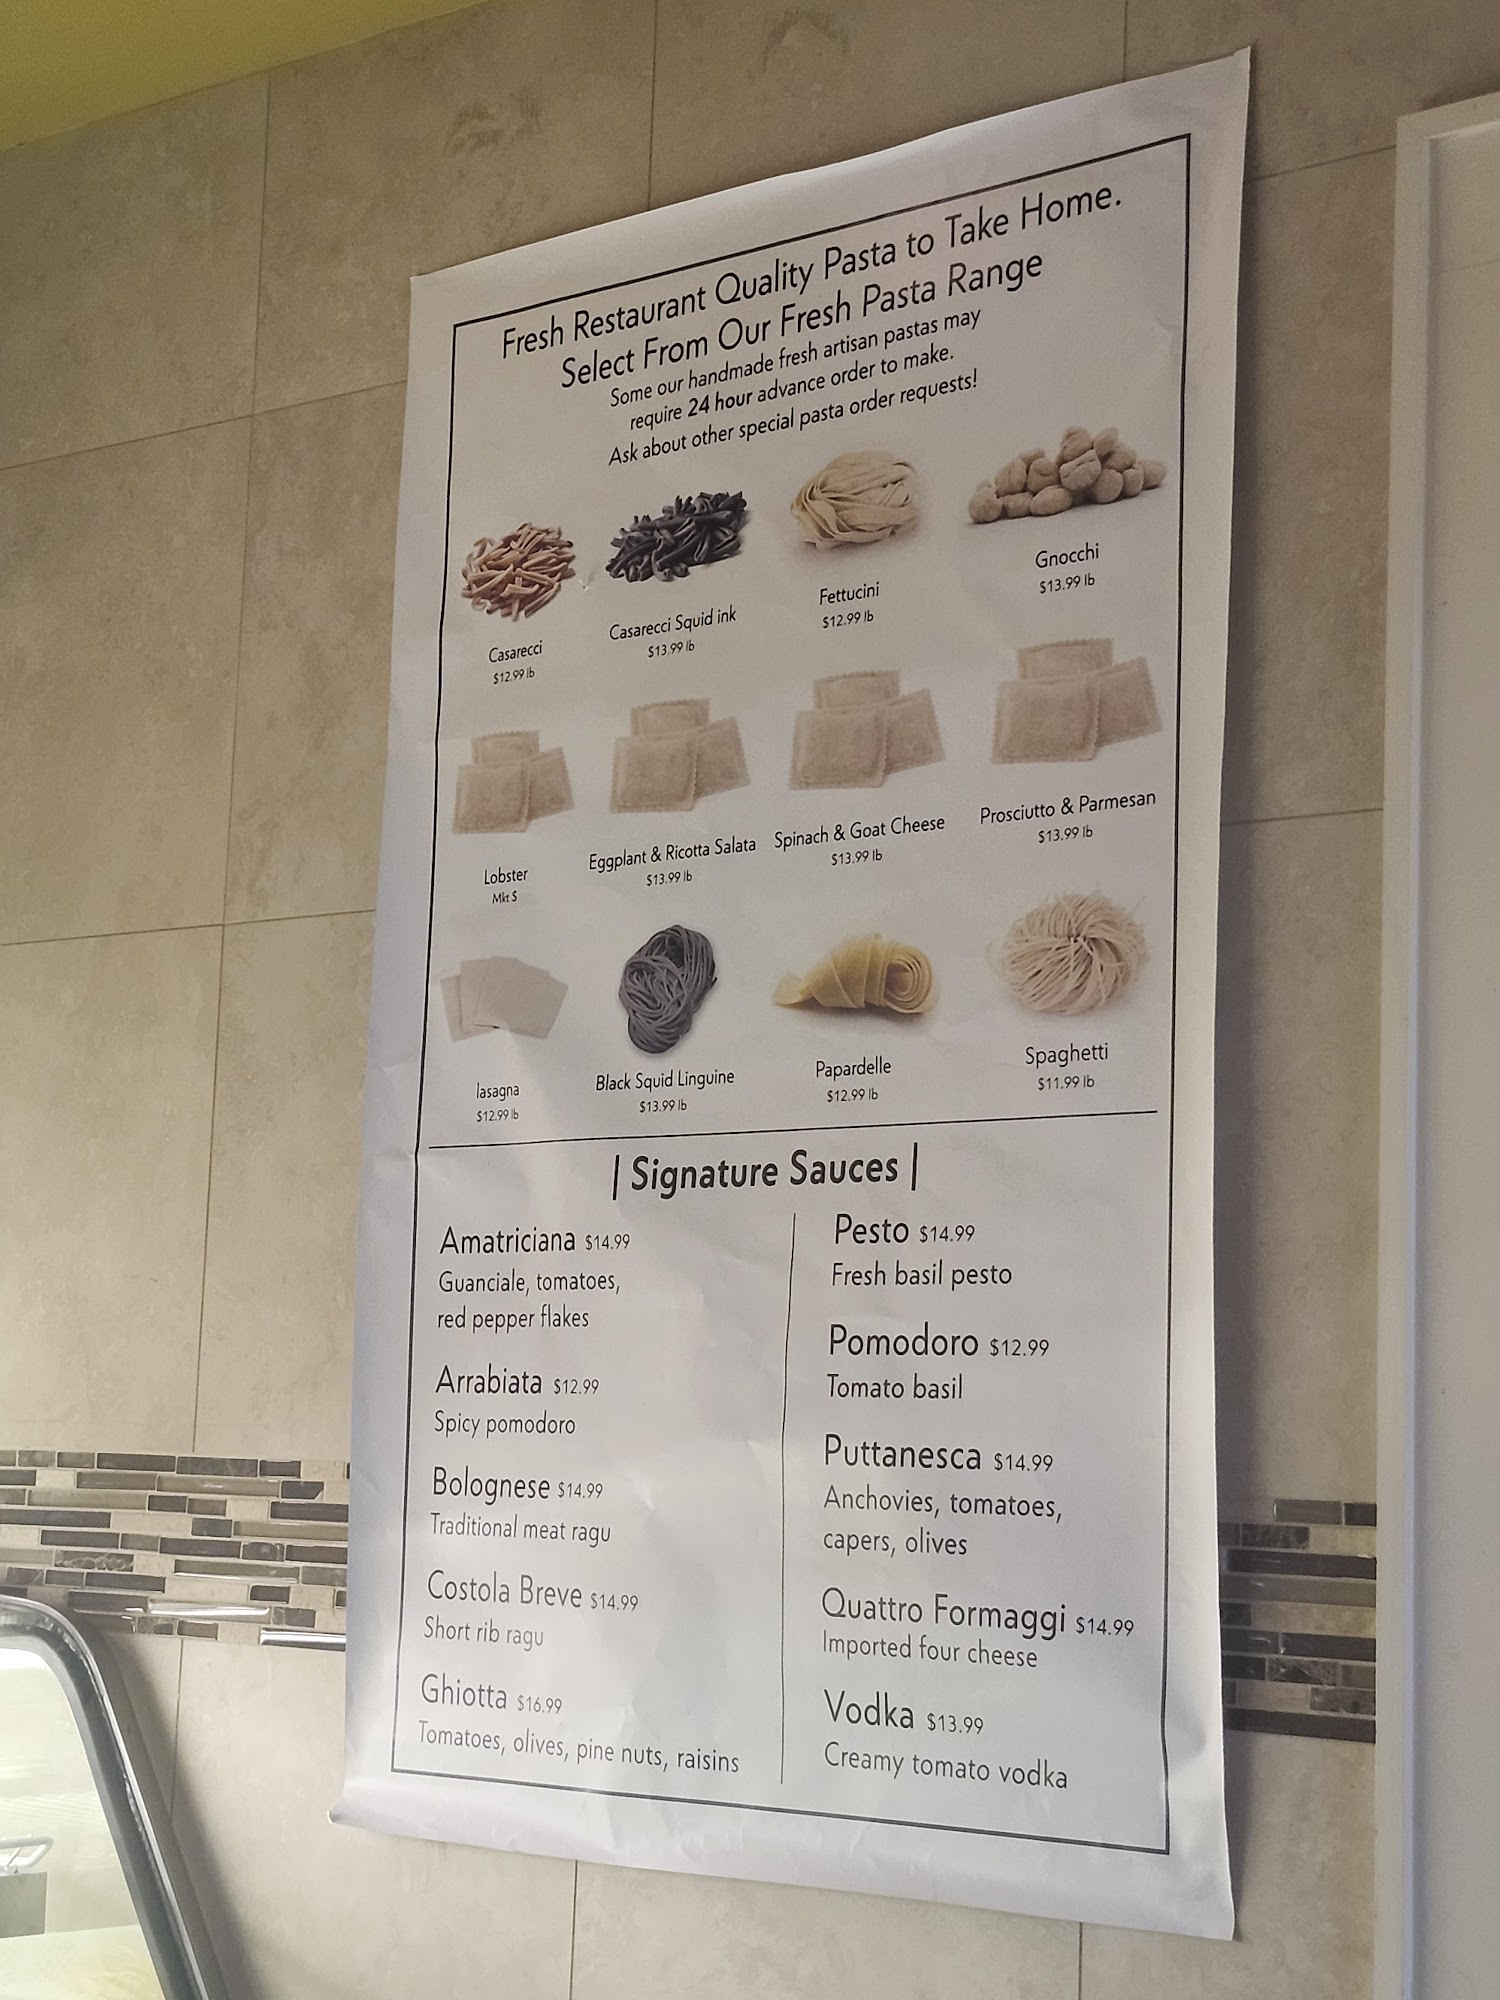 Fresh Restaurant Quality Pasta to Take Home.
Select From Our Fresh Pasta Range
Some our handmade fresh artisan pastas may
require 24 hour advance order to make.
Ask about other special pasta order requests!
Casarecci
$12.99 lb
Casarecci Squid ink
$13.99 lb
Fettucini
$12.99 lb
Gnocchi
$13.99 lb
Lobster
Mkt $
Eggplant & Ricotta Salata
$13.99 lb
Spinach & Goat Cheese
$13.99 lb
Prosciutto & Parmesan
$13.99 lb
lasagna
$12.99 lb
Black Squid Linguine
$13.99 lb
Papardelle
$12.99 lb
Spaghetti
$11.99 lb
| Signature Sauces |
Amatriciana $14.99
Guanciale, tomatoes,
red pepper flakes
Arrabiata $12.99
Spicy pomodoro
Bolognese $14.99
Traditional meat ragu
Costola Breve $14.99
Short rib ragu
Ghiotta $16.99
Tomatoes, olives, pine nuts, raisins
Pesto $14.99
Fresh basil pesto
Pomodoro $12.99
Tomato basil
Puttanesca $14.99
Anchovies, tomatoes,
capers, olives
Quattro Formaggi $14.99
Imported four cheese
Vodka $13.99
Creamy tomato vodka